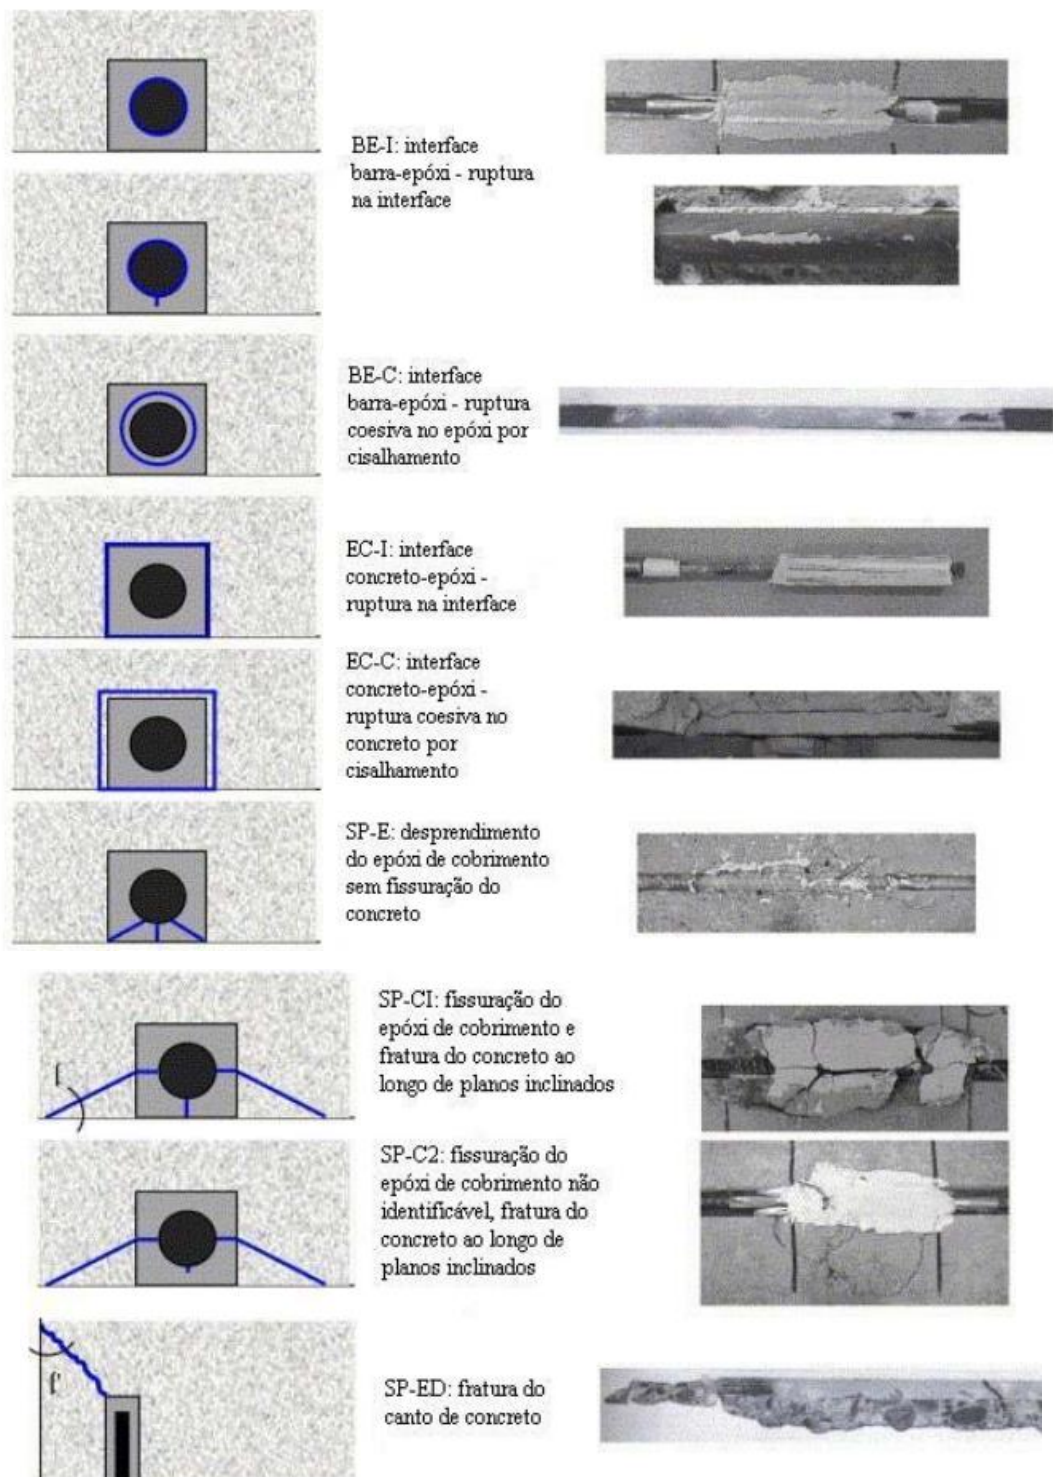 BE-I: interface
barra-epóxi - ruptura
na interface
BE-C: interface
barra-epóxi - ruptura
coesiva no epóxi por
cisalhamento
EC-I: interface
concreto-epóxi -
ruptura na interface
EC-C: interface
concreto-epóxi -
ruptura coesiva no
concreto por
cisalhamento
SP-E: desprendimento
do epóxi de cobrimento
sem fissuração do
concreto
SP-CI: fissuração do
epóxi de cobrimento e
fratura do concreto ao
longo de planos inclinados
SP-C2: fissuração do
epóxi de cobrimento não
identificável, fratura do
concreto ao longo de
planos inclinados
SP-ED: fratura do
canto de concreto